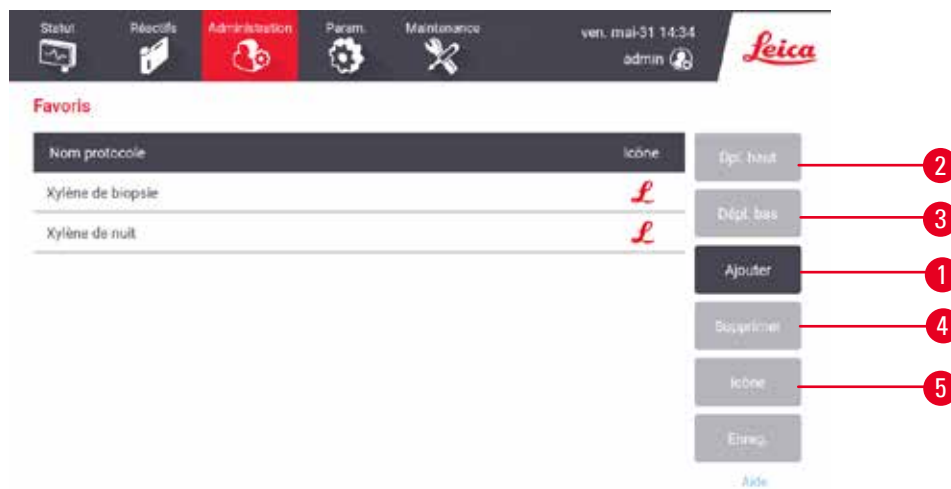 Statut Réactifs Administration Param. Maintenance ven. mai-31 14:34
admin
Leica
Favoris
Nom protocole Icône
Xylène de biopsie L
Xylène de nuit L
Dpl. haut 2
Dépl. bas 3
Ajouter 1
Supprimer 4
Icône 5
Enreg.
Aide